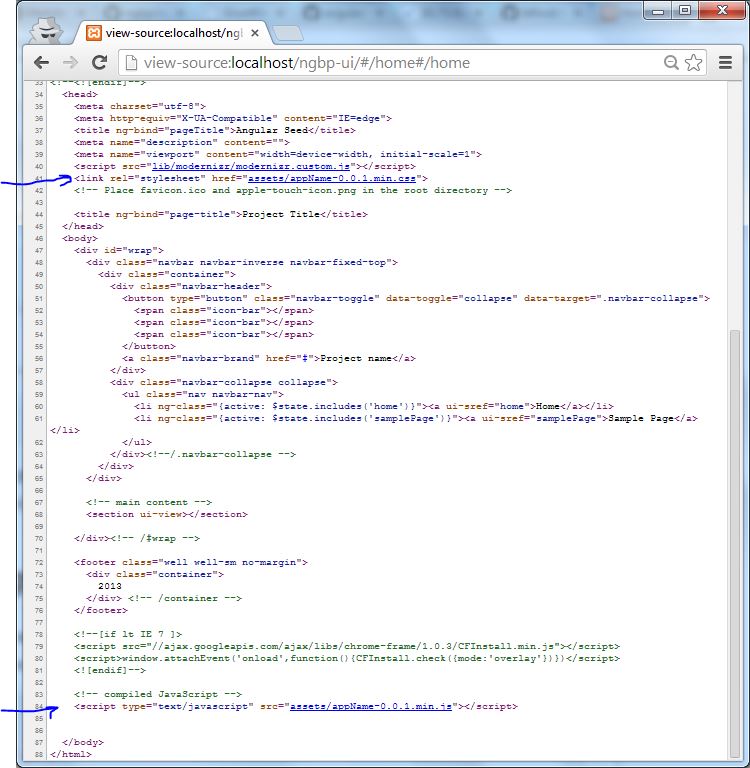 view-source:localhost/ngl
view-source:localhost/ngbp-ui/#/home#/home
33 <!--<![endif]-->
34 <head>
35 <meta charset="utf-8">
36 <meta http-equiv="X-UA-Compatible" content="IE=edge">
37 <title ng-bind="pageTitle">Angular Seed</title>
38 <meta name="description" content="">
39 <meta name="viewport" content="width=device-width, initial-scale=1">
40 <script src="lib/modernizr/modernizr.custom.js"></script>
41 <link rel="stylesheet" href="assets/appName-0.0.1.min.css">
42 <!-- Place favicon.ico and apple-touch-icon.png in the root directory -->
43
44 <title ng-bind="page-title">Project Title</title>
45 </head>
46 <body>
47 <div id="wrap">
48 <div class="navbar navbar-inverse navbar-fixed-top">
49 <div class="container">
50 <div class="navbar-header">
51 <button type="button" class="navbar-toggle" data-toggle="collapse" data-target=".navbar-collapse">
52 <span class="icon-bar"></span>
53 <span class="icon-bar"></span>
54 <span class="icon-bar"></span>
55 </button>
56 <a class="navbar-brand" href="#">Project name</a>
57 </div>
58 <div class="navbar-collapse collapse">
59 <ul class="nav navbar-nav">
60 <li ng-class="{active: $state.includes('home')}"><a ui-sref="home">Home</a></li>
61 <li ng-class="{active: $state.includes('samplePage')}"><a ui-sref="samplePage">Sample Page</a>
</li>
62 </ul>
63 </div><!--/.navbar-collapse -->
64 </div>
65 </div>
66
67 <!-- main content -->
68 <section ui-view></section>
69
70 </div><!-- /#wrap -->
71
72 <footer class="well well-sm no-margin">
73 <div class="container">
74 2013
75 </div> <!-- /container -->
76 </footer>
77
78 <!--[if lt IE 7 ]>
79 <script src="//ajax.googleapis.com/ajax/libs/chrome-frame/1.0.3/CFInstall.min.js"></script>
80 <script>window.attachEvent('onload',function(){CFInstall.check({mode:'overlay'})})</script>
81 <![endif]-->
82
83 <!-- compiled JavaScript -->
84 <script type="text/javascript" src="assets/appName-0.0.1.min.js"></script>
85
86
87 </body>
88 </html>